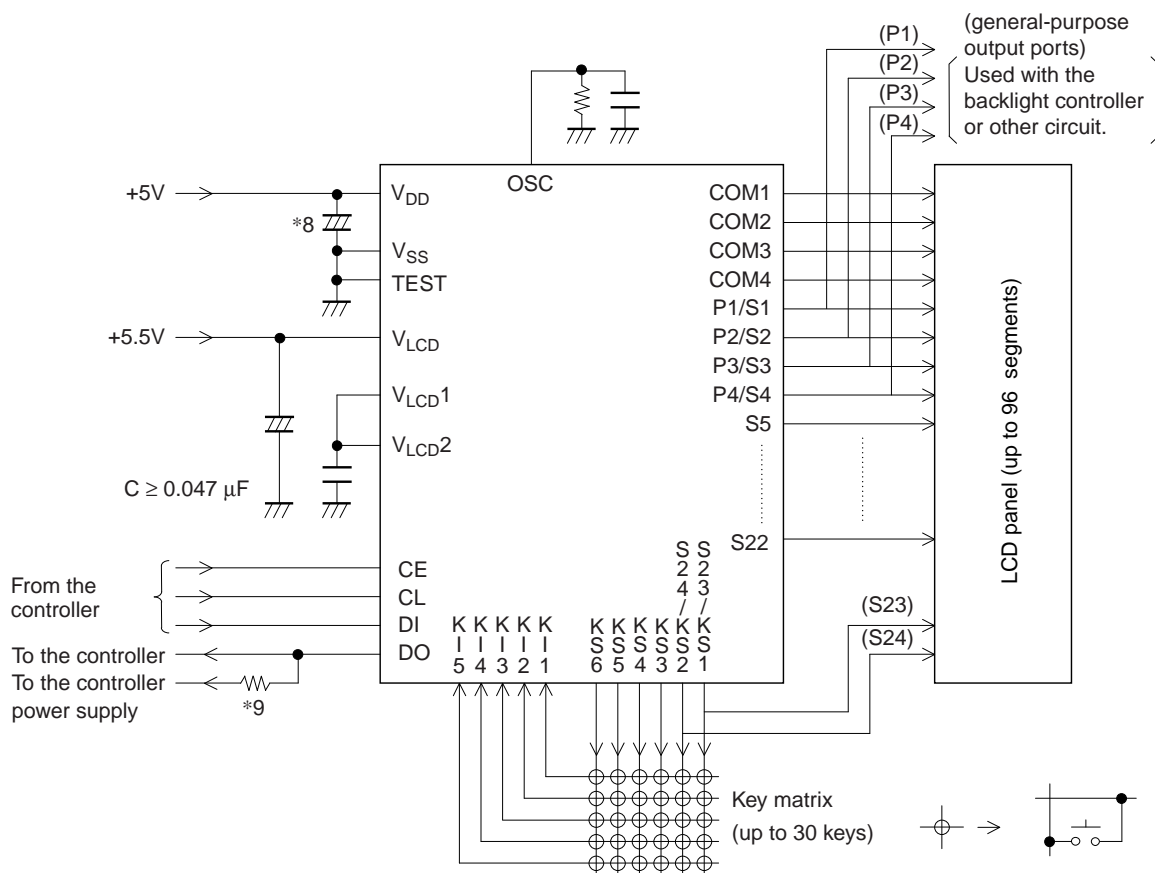 (P1)
(P2)
(P3)
(P4)
(general-purpose
output ports)
Used with the
backlight controller
or other circuit.
OSC
+5V
*8
VDD
VSS
TEST
+5.5V
VLCD
VLCD1
VLCD2
C ≥ 0.047 μF
COM1
COM2
COM3
COM4
P1/S1
P2/S2
P3/S3
P4/S4
S5
S22
LCD panel (up to 96 segments)
From the
controller
CE
CL
DI
DO
To the controller
To the controller
power supply
*9
KI5
KI4
KI3
KI2
KI1
KS6
KS5
KS4
KS3
S24/KS2
S23/KS1
(S23)
(S24)
Key matrix
(up to 30 keys)